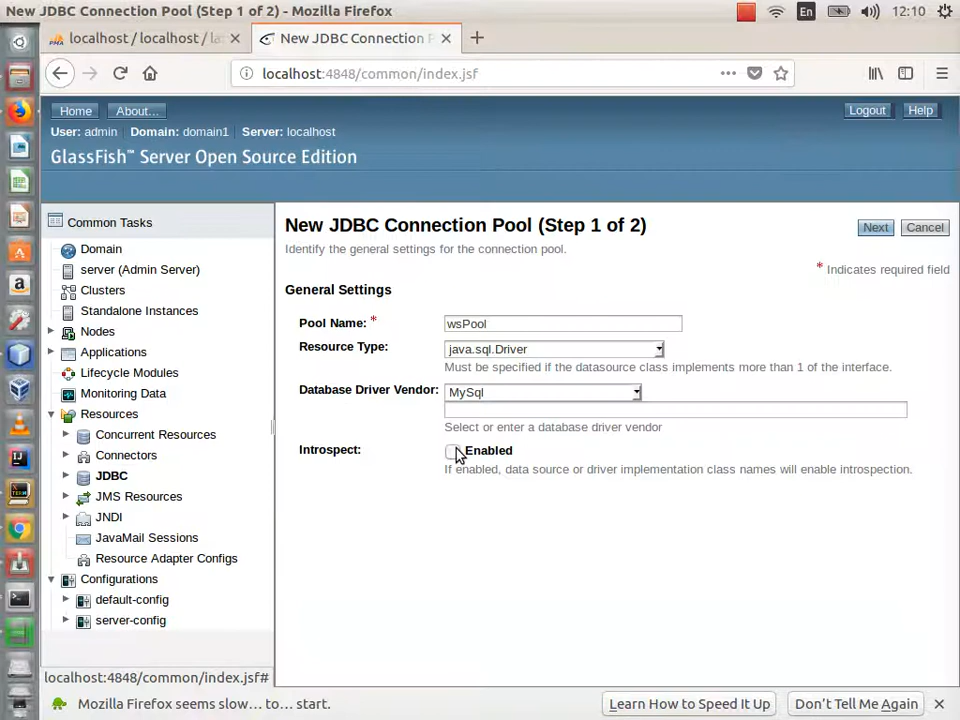 New JDBC Connection Pool (Step 1 of 2) - Mozilla Firefox
En
12:10
PMA localhost / localhost / la
New JDBC Connection P
localhost:4848/common/index.jsf
Home About...
Logout Help
User: admin Domain: domain1 Server: localhost
GlassFish™ Server Open Source Edition
Common Tasks
Domain
server (Admin Server)
Clusters
Standalone Instances
Nodes
Applications
Lifecycle Modules
Monitoring Data
Resources
Concurrent Resources
Connectors
JDBC
JMS Resources
JNDI
JavaMail Sessions
Resource Adapter Configs
Configurations
default-config
server-config
New JDBC Connection Pool (Step 1 of 2)
Next Cancel
Identify the general settings for the connection pool.
* Indicates required field
General Settings
Pool Name: * wsPool
Resource Type: java.sql.Driver
Must be specified if the datasource class implements more than 1 of the interface.
Database Driver Vendor: MySql
Select or enter a database driver vendor
Introspect: Enabled
If enabled, data source or driver implementation class names will enable introspection.
localhost:4848/common/index.jsf#
Mozilla Firefox seems slow... to... start.
Learn How to Speed It Up
Don't Tell Me Again